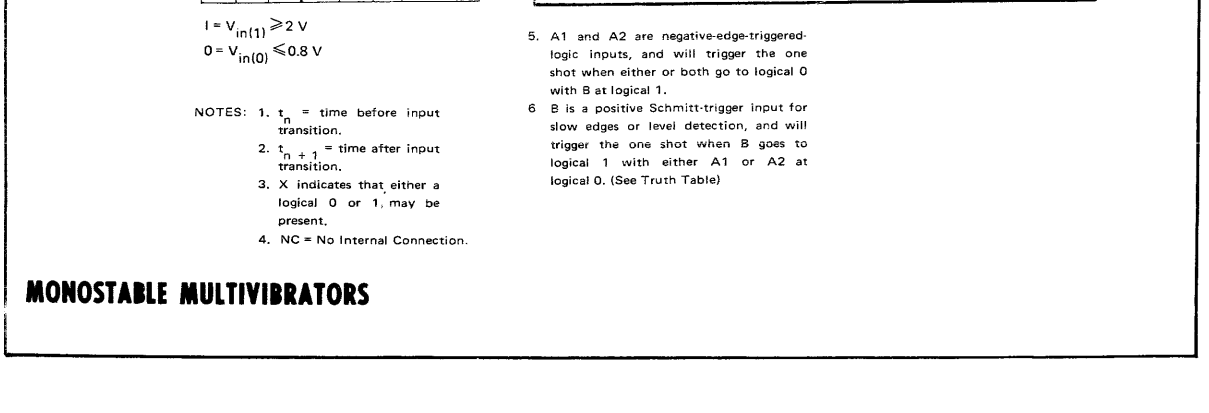 I = Vin(1) ⩾ 2 V
0 = Vin(0) ⩽ 0.8 V
NOTES: 1. tn = time before input
transition.
2. tn + 1 = time after input
transition.
3. X indicates that either a
logical 0 or 1, may be
present.
4. NC = No Internal Connection.
5. A1 and A2 are negative-edge-triggered-
logic inputs, and will trigger the one
shot when either or both go to logical 0
with B at logical 1.
6 B is a positive Schmitt-trigger input for
slow edges or level detection, and will
trigger the one shot when B goes to
logical 1 with either A1 or A2 at
logical 0. (See Truth Table)
MONOSTABLE MULTIVIBRATORS